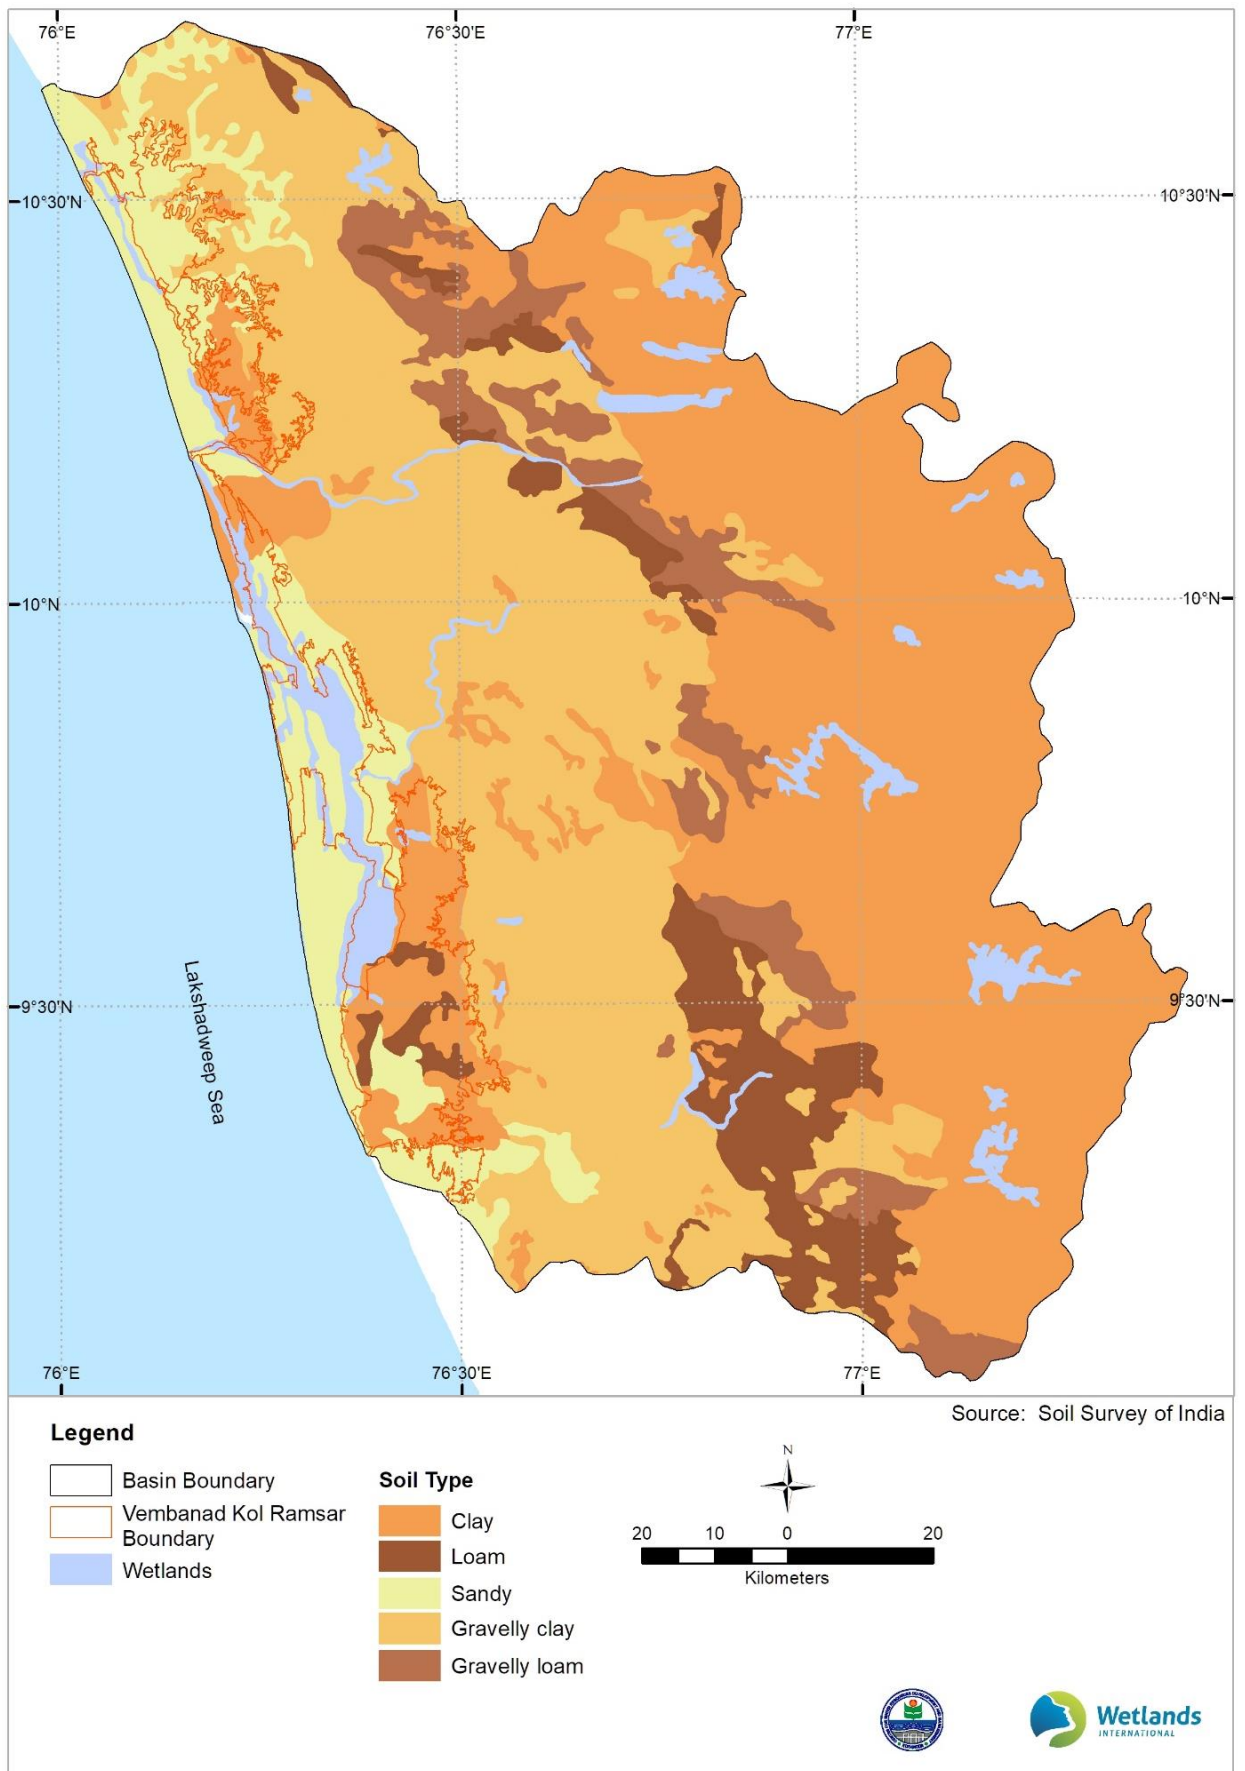 76°E
76°30'E
77°E
10°30'N
10°30'N
10°N
10°N
Lakshadweep Sea
9°30'N
9°30'N
76°E
76°30'E
77°E
Source: Soil Survey of India
Legend
Basin Boundary
Vembanad Kol Ramsar
Boundary
Wetlands
Soil Type
Clay
Loam
Sandy
Gravelly clay
Gravelly loam
N
20 10 0 20
Kilometers
Wetlands
INTERNATIONAL